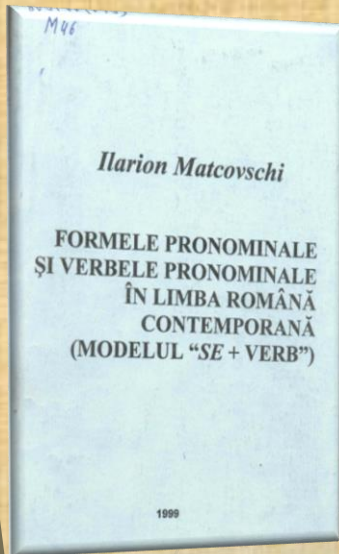 M46
Ilarion Matcovschi
FORMELE PRONOMINALE
ŞI VERBELE PRONOMINALE
ÎN LIMBA ROMÂNĂ
CONTEMPORANĂ
(MODELUL “SE + VERB”)
1999